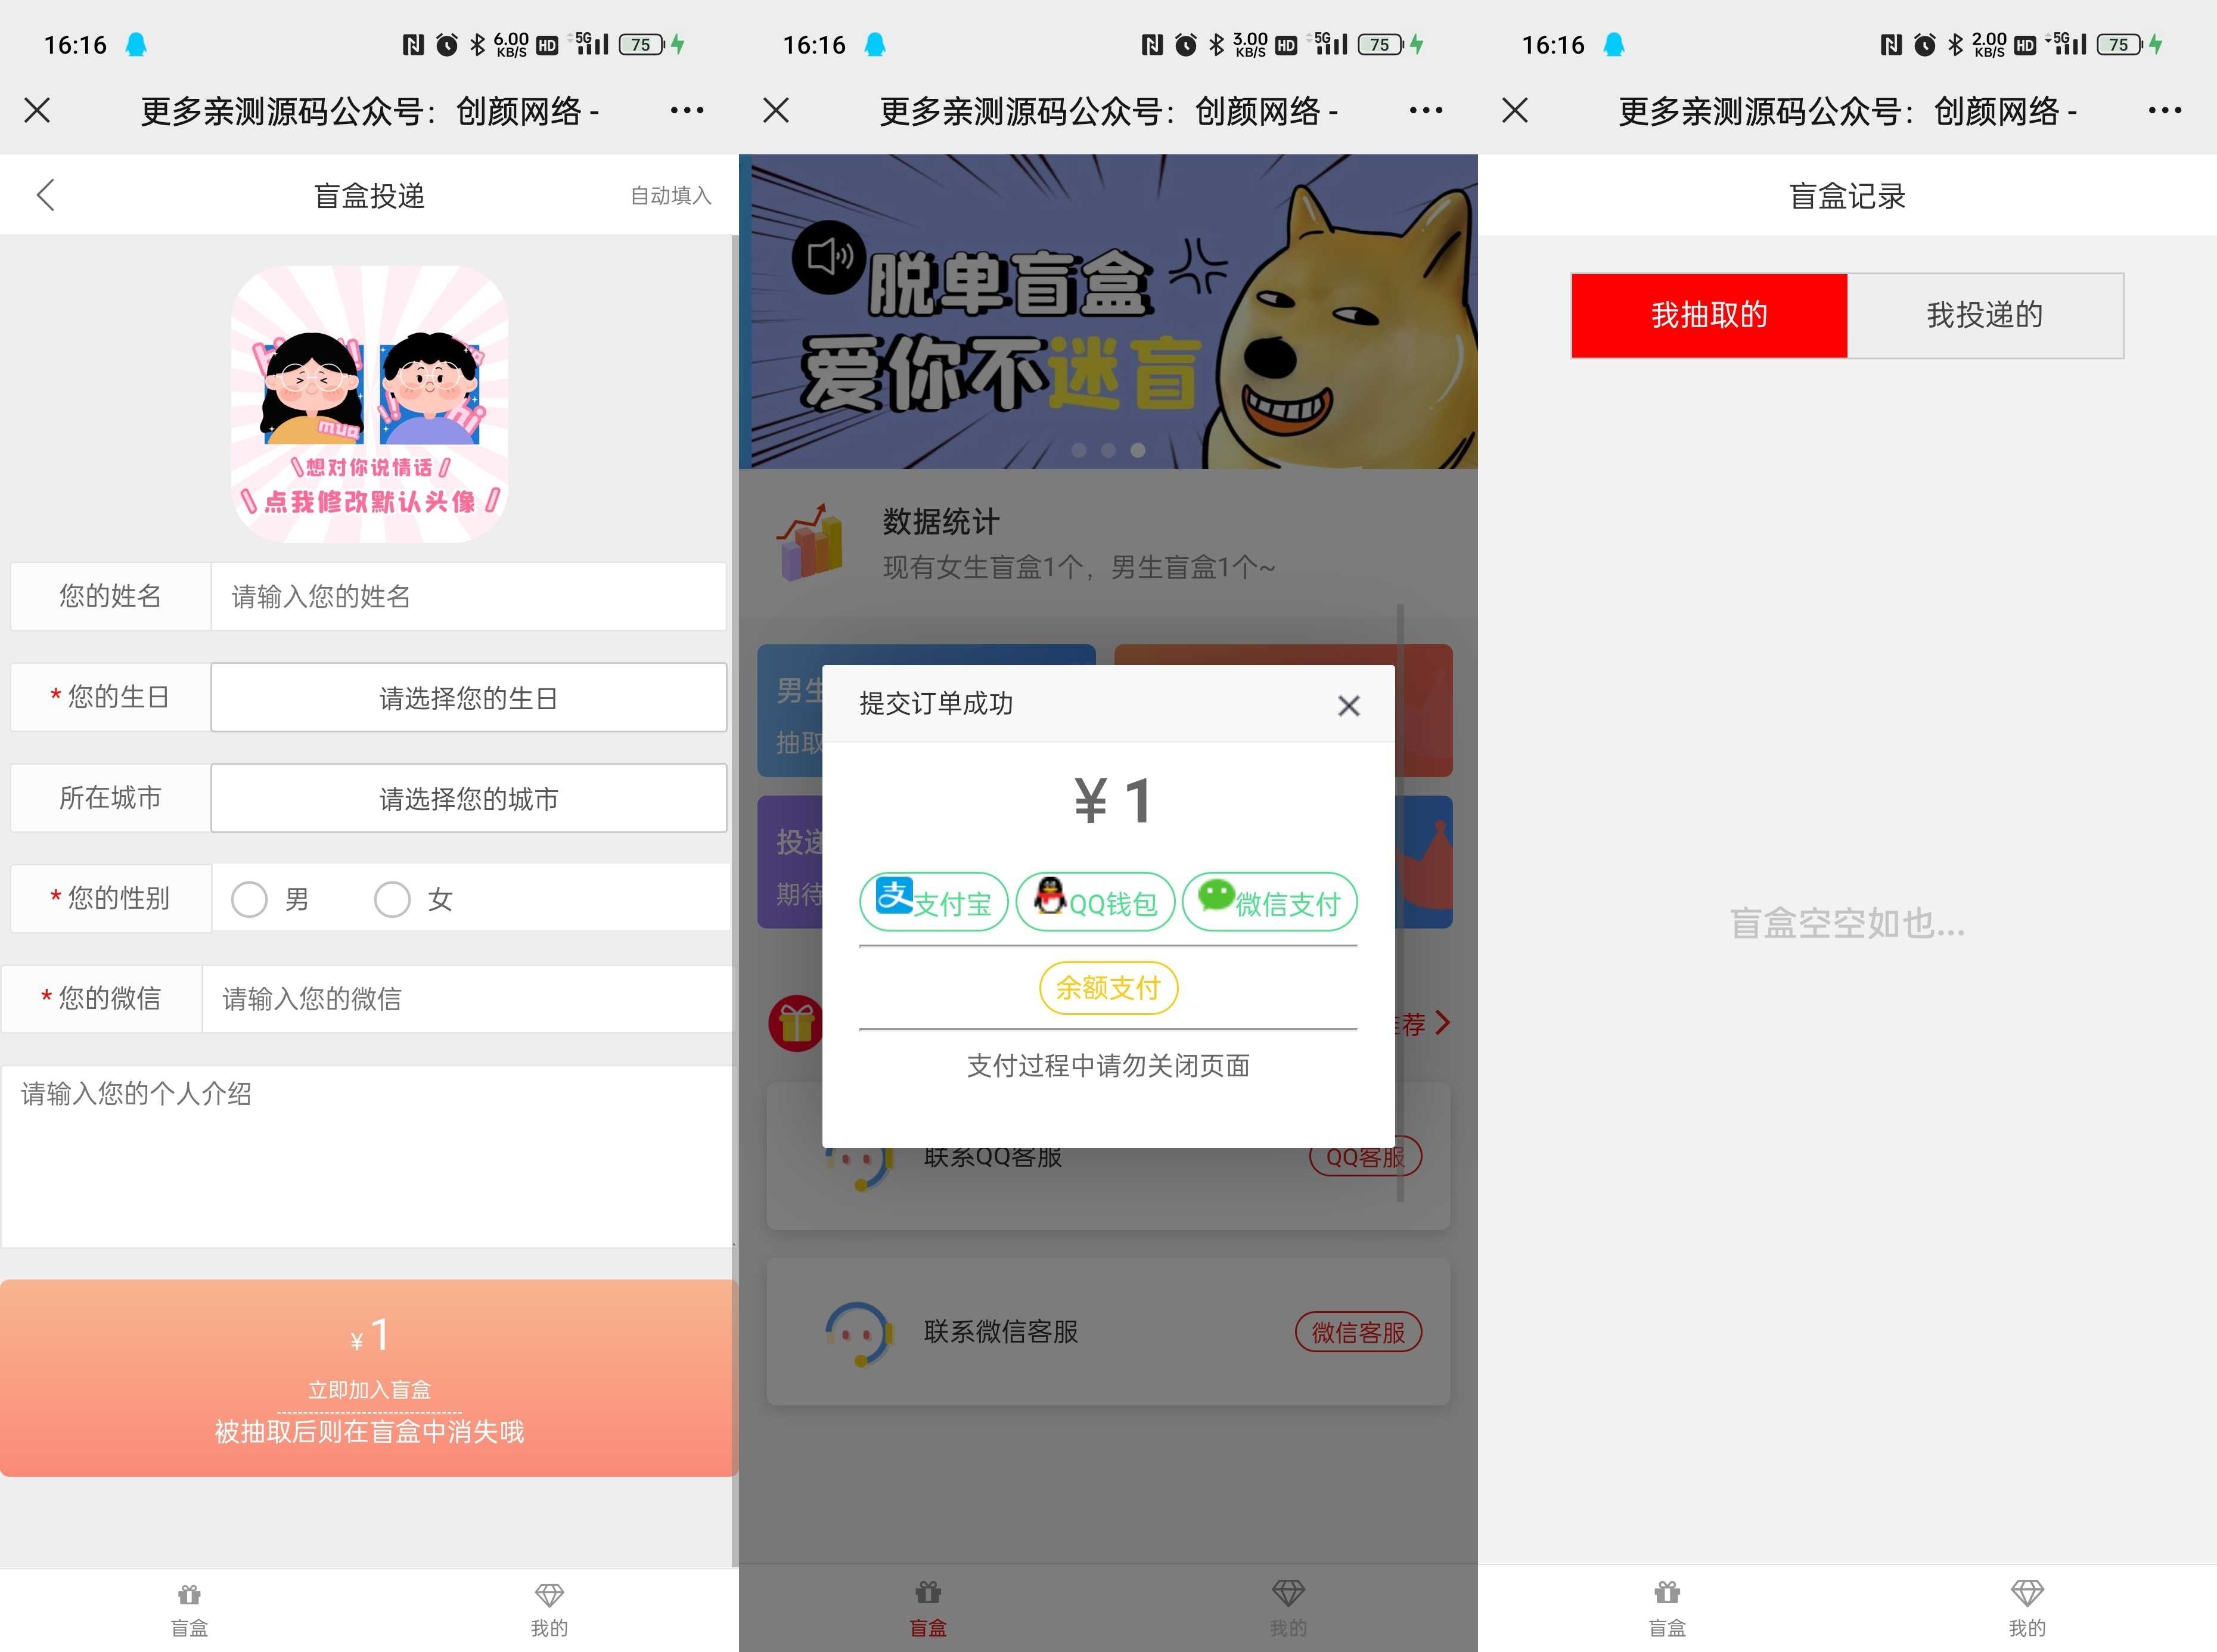 16:16
6.00
KB/S
HD
5G
75
更多亲测源码公众号：创颜网络 -
盲盒投递
自动填入
mua
hi
\想对你说情话/
\点我修改默认头像/
您的姓名
请输入您的姓名
* 您的生日
请选择您的生日
所在城市
请选择您的城市
* 您的性别
男
女
* 您的微信
请输入您的微信
请输入您的个人介绍
¥ 1
立即加入盲盒
被抽取后则在盲盒中消失哦
盲盒
我的
16:16
3.00
KB/S
HD
5G
75
更多亲测源码公众号：创颜网络 -
脱单盲盒
爱你不迷盲
数据统计
现有女生盲盒1个，男生盲盒1个~
男生
抽取
投递
期待
提交订单成功
¥ 1
支付宝
QQ钱包
微信支付
余额支付
支付过程中请勿关闭页面
荐
联系QQ客服
QQ客服
联系微信客服
微信客服
盲盒
我的
16:16
2.00
KB/S
HD
5G
75
更多亲测源码公众号：创颜网络 -
盲盒记录
我抽取的
我投递的
盲盒空空如也...
盲盒
我的